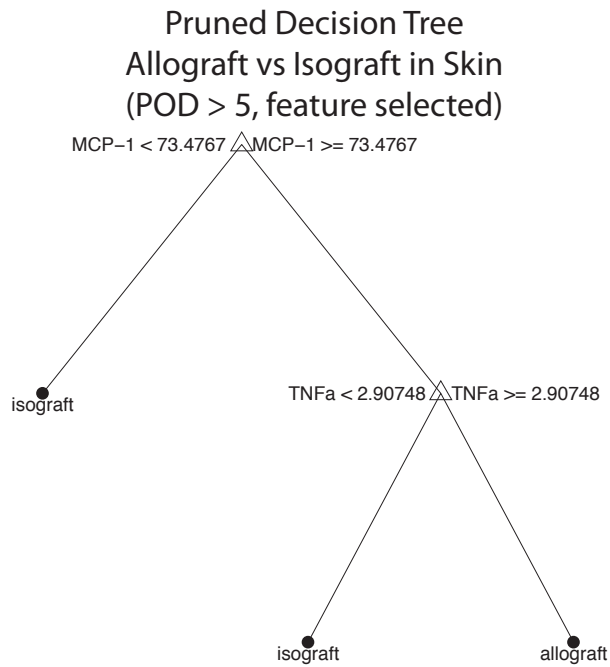 Pruned Decision Tree
Allograft vs Isograft in Skin
(POD > 5, feature selected)
MCP−1 < 73.4767 MCP−1 >= 73.4767
isograft
TNFa < 2.90748 TNFa >= 2.90748
isograft
allograft